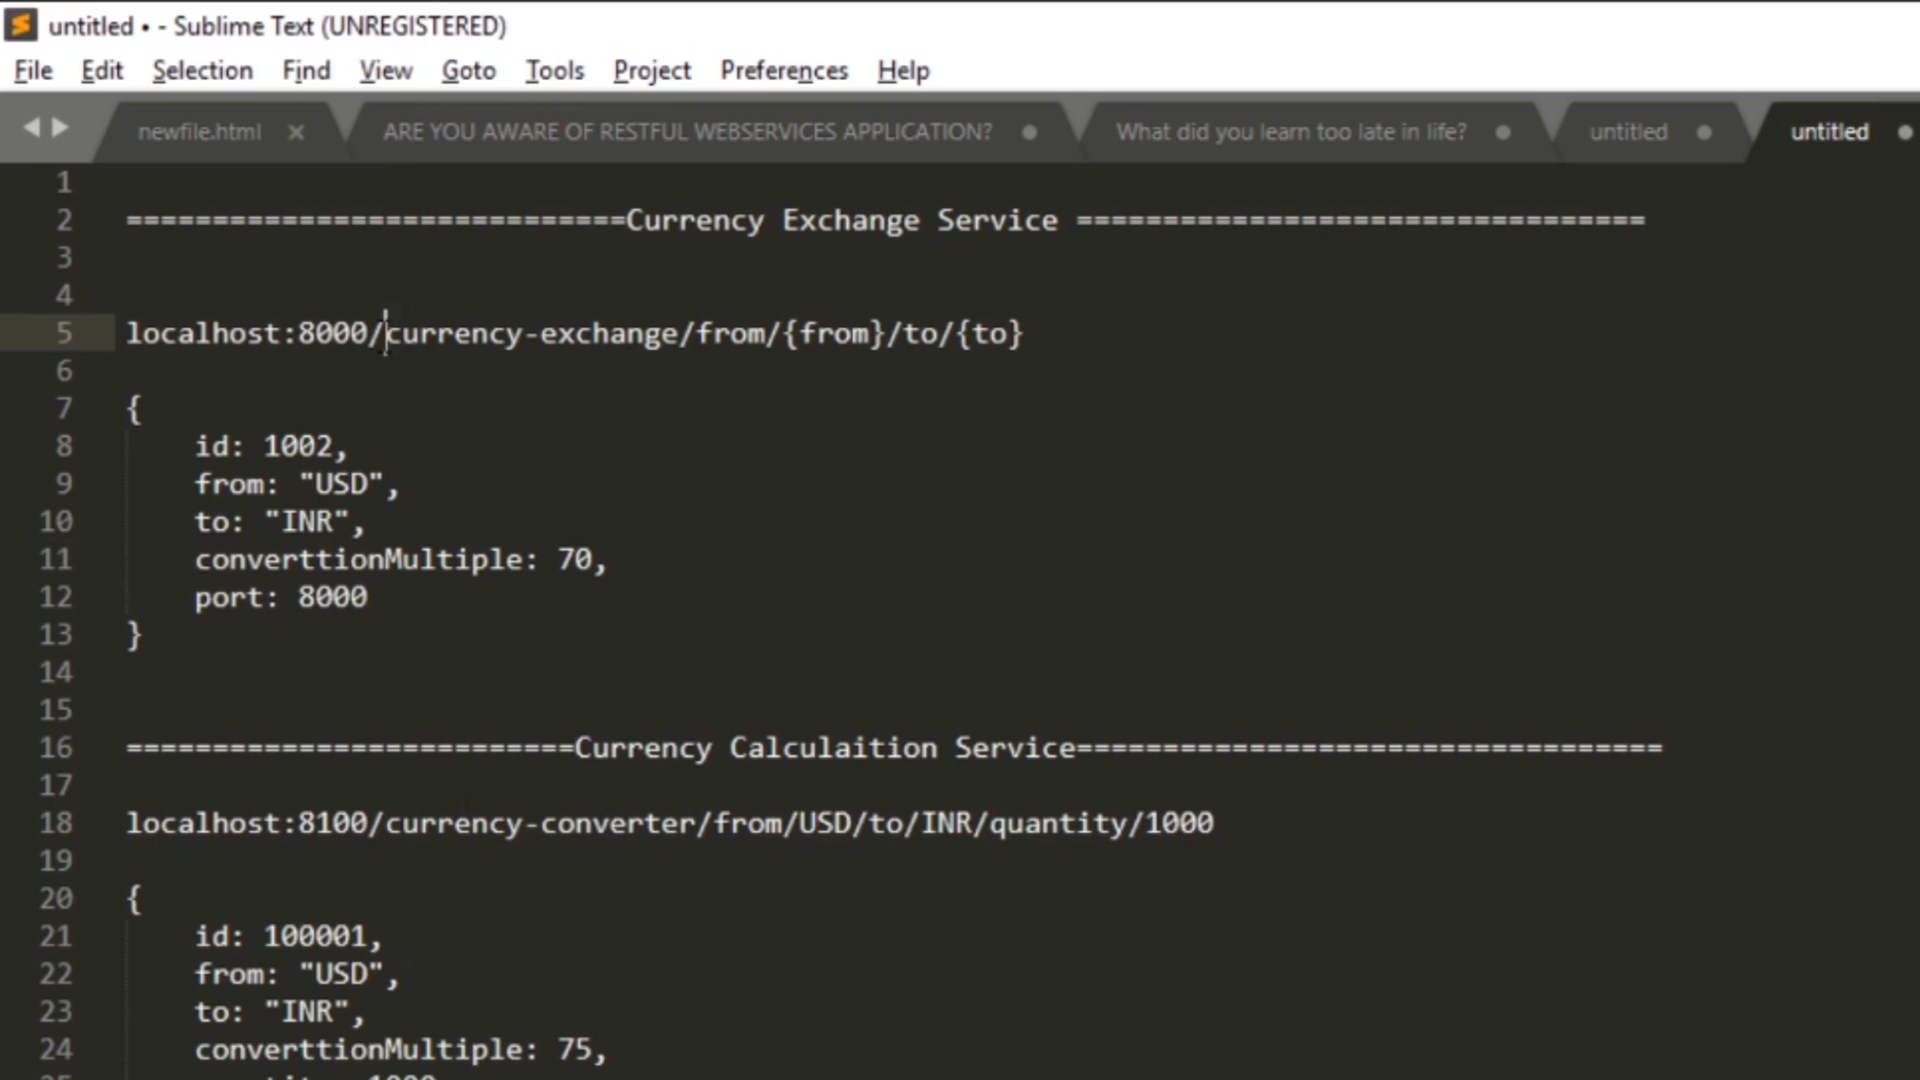 untitled • - Sublime Text (UNREGISTERED)
File Edit Selection Find View Goto Tools Project Preferences Help
newfile.html × ARE YOU AWARE OF RESTFUL WEBSERVICES APPLICATION? What did you learn too late in life? untitled untitled
1
2 =============================Currency Exchange Service =================================
3
4
5 localhost:8000/currency-exchange/from/{from}/to/{to}
6
7 {
8 id: 1002,
9 from: "USD",
10 to: "INR",
11 converttionMultiple: 70,
12 port: 8000
13 }
14
15
16 ==========================Currency Calculaition Service==================================
17
18 localhost:8100/currency-converter/from/USD/to/INR/quantity/1000
19
20 {
21 id: 100001,
22 from: "USD",
23 to: "INR",
24 converttionMultiple: 75,